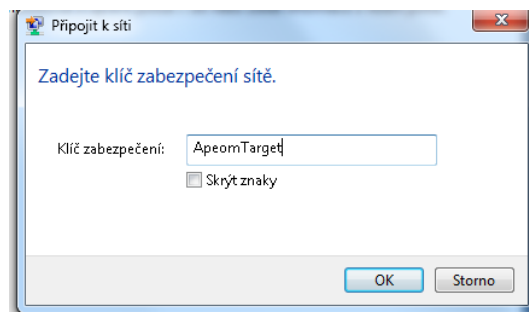 Připojit k síti
Zadejte klíč zabezpečení sítě.
Klíč zabezpečení: ApeomTarget
Skrýt znaky
OK Storno